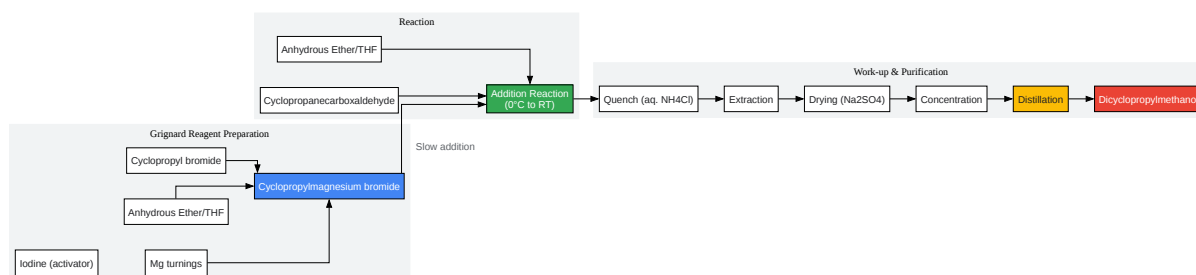 Reaction
Anhydrous Ether/THF
Cyclopropanecarboxaldehyde
Addition Reaction
(0°C to RT)
Work-up & Purification
Quench (aq. NH4Cl)
Extraction
Drying (Na2SO4)
Concentration
Distillation
Dicyclopropylmethano
Grignard Reagent Preparation
Slow addition
Cyclopropyl bromide
Cyclopropylmagnesium bromide
Anhydrous Ether/THF
Iodine (activator)
Mg turnings